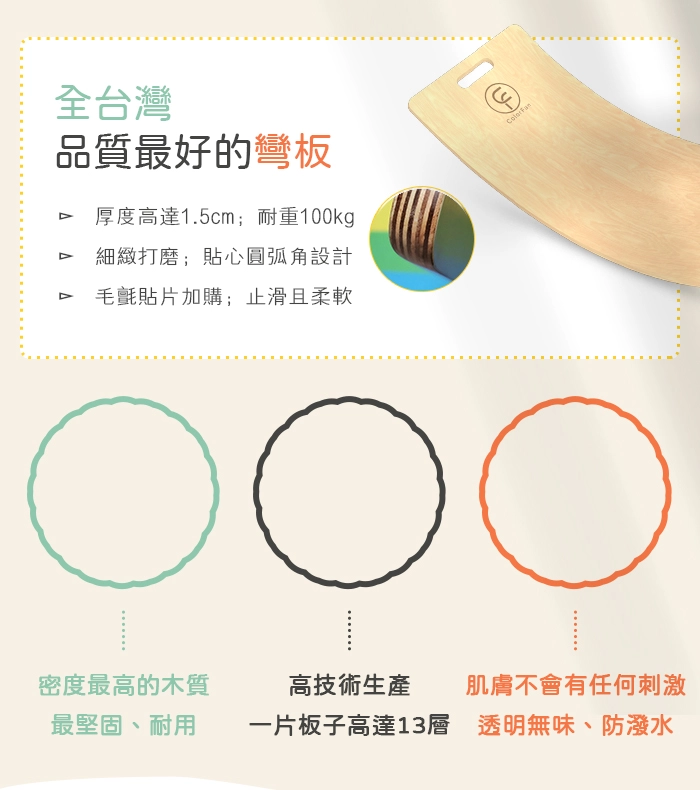 全台灣
品質最好的彎板
▻ 厚度高達1.5cm；耐重100kg
▻ 細緻打磨；貼心圓弧角設計
▻ 毛氈貼片加購；止滑且柔軟
ColorFun
密度最高的木質
最堅固、耐用
高技術生產
一片板子高達13層
肌膚不會有任何刺激
透明無味、防潑水